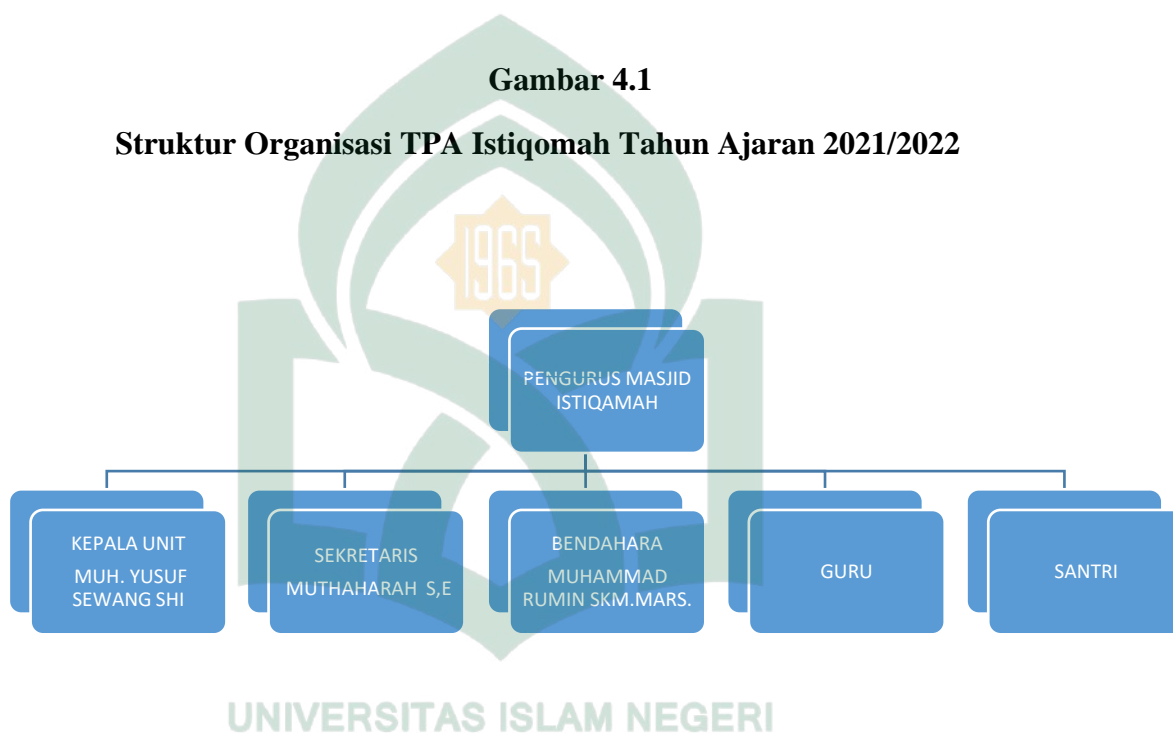 Gambar 4.1
Struktur Organisasi TPA Istiqomah Tahun Ajaran 2021/2022
1965
PENGURUS MASJID
ISTIQAMAH
KEPALA UNIT
MUH. YUSUF
SEWANG SHI
SEKRETARIS
MUTHAHARAH S,E
BENDAHARA
MUHAMMAD
RUMIN SKM.MARS.
GURU
SANTRI
UNIVERSITAS ISLAM NEGERI